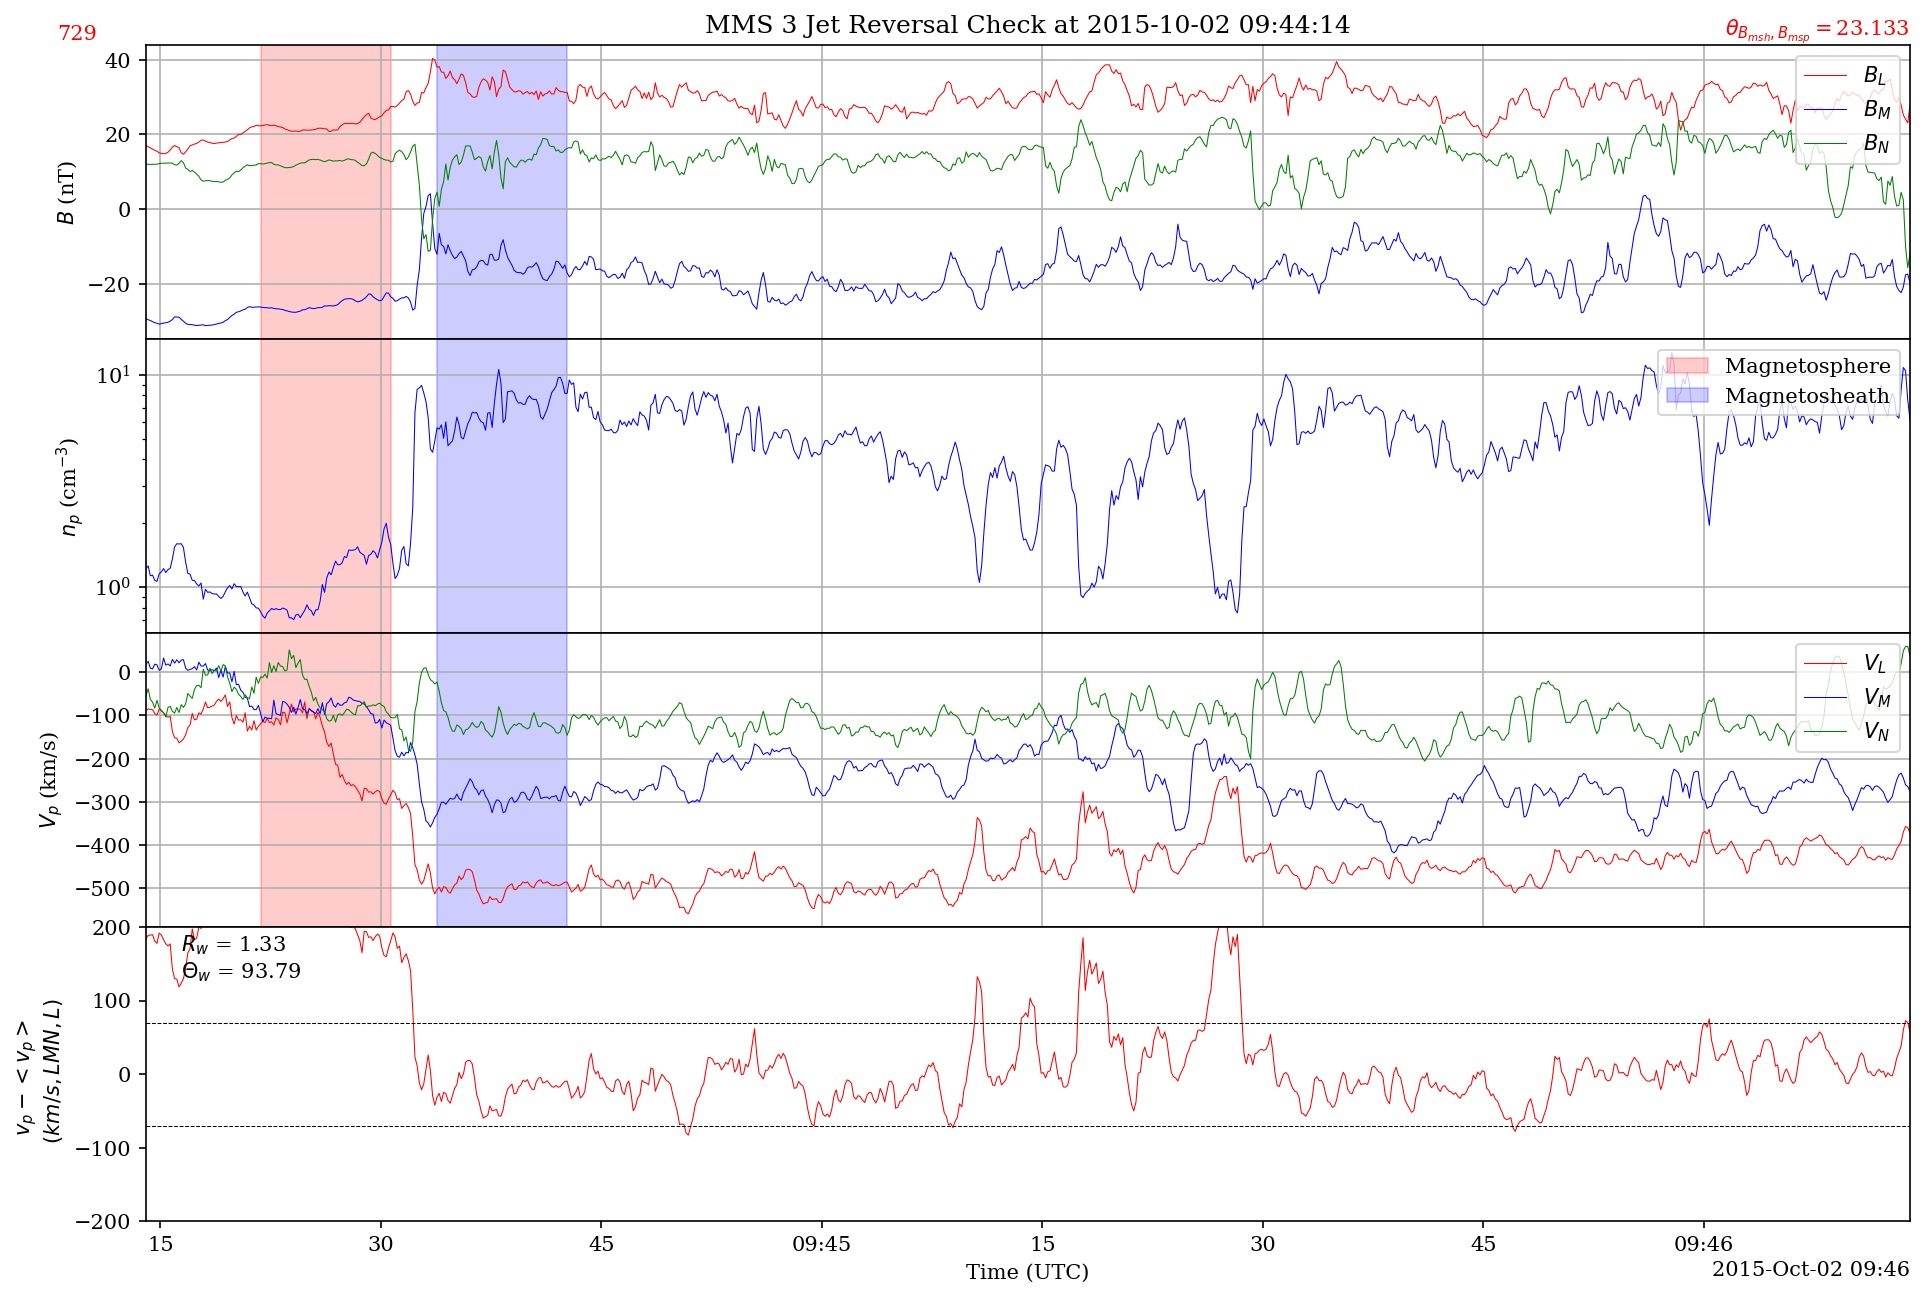 729
MMS 3 Jet Reversal Check at 2015-10-02 09:44:14
θ_{B_{msh}, B_{msp}} = 23.133
40
20
0
−20
B (nT)
B_L
B_M
B_N
10^1
10^0
n_p (cm^{−3})
Magnetosphere
Magnetosheath
0
−100
−200
−300
−400
−500
V_p (km/s)
V_L
V_M
V_N
200
100
0
−100
−200
v_p − < v_p >
(km/s, LMN, L)
R_w = 1.33
Θ_w = 93.79
15
30
45
09:45
15
30
45
09:46
Time (UTC)
2015-Oct-02 09:46